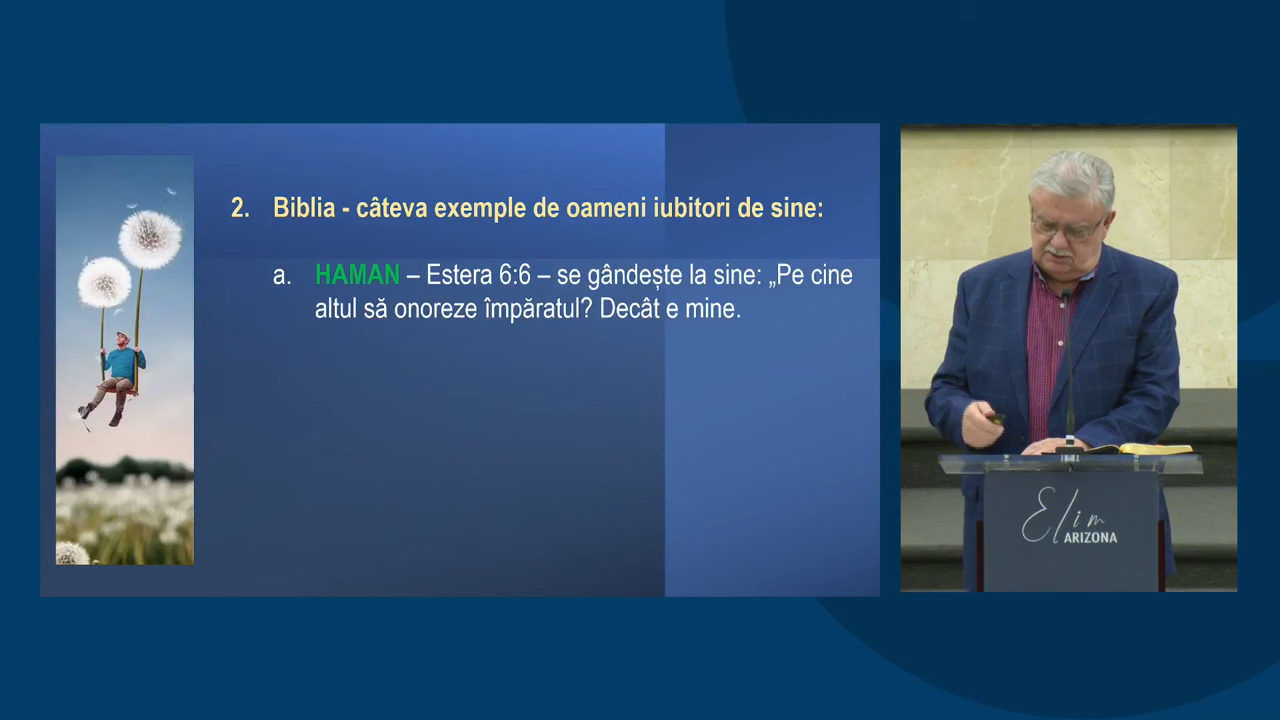 2. Biblia - câteva exemple de oameni iubitori de sine:
a. HAMAN – Estera 6:6 – se gândește la sine: „Pe cine
altul să onoreze împăratul? Decât e mine.
Elim
ARIZONA